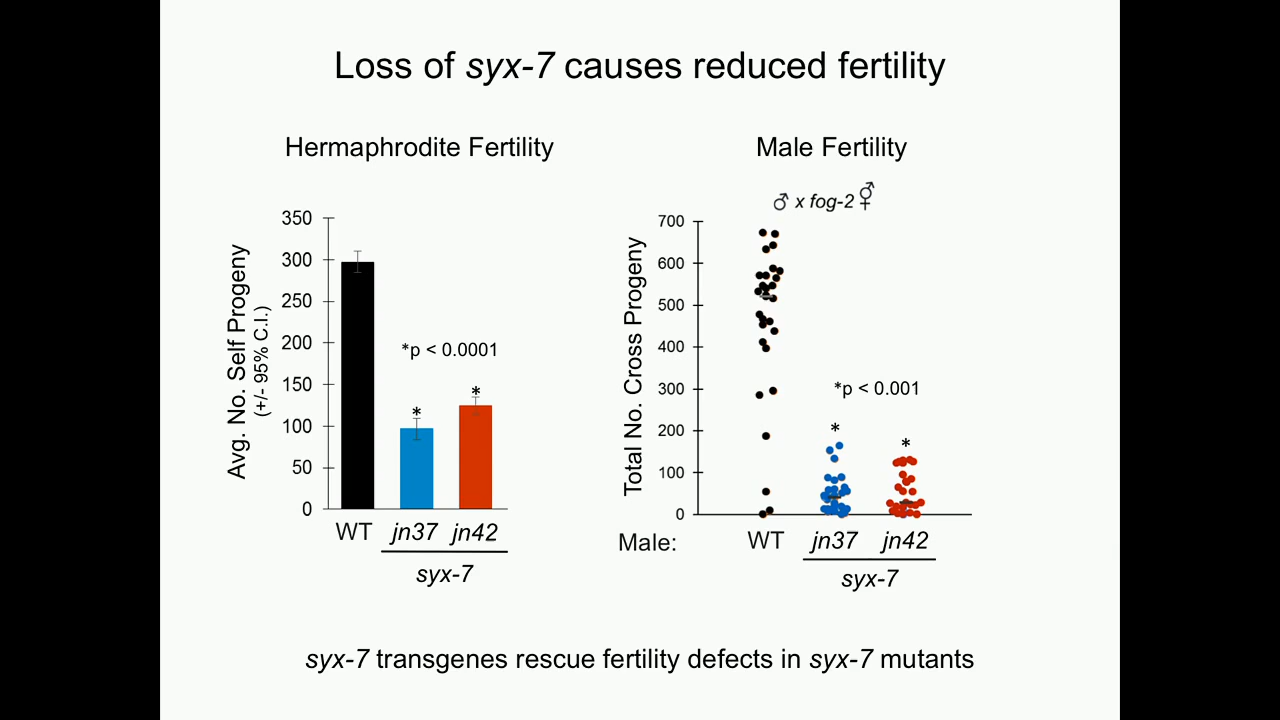 Loss of syx-7 causes reduced fertility
Hermaphrodite Fertility
Avg. No. Self Progeny
(+/- 95% C.I.)
350
300
250
200
150
100
50
0
*p < 0.0001
*
*
WT
jn37
jn42
syx-7
Male Fertility
♂ x fog-2 ⚥
Total No. Cross Progeny
700
600
500
400
300
200
100
0
*p < 0.001
*
*
Male:
WT
jn37
jn42
syx-7
syx-7 transgenes rescue fertility defects in syx-7 mutants